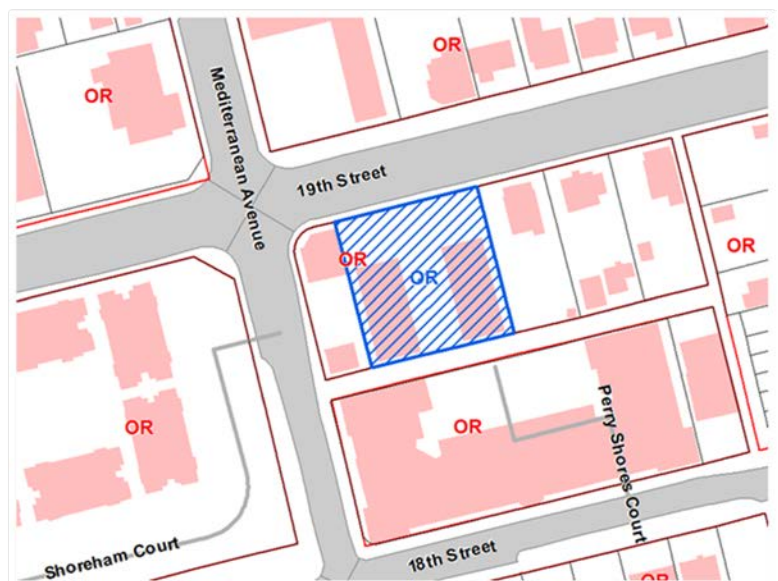 OR
OR
Mediterranean Avenue
19th Street
OR
OR
OR
OR
OR
Perry Shores Court
Shoreham Court
18th Street
OR